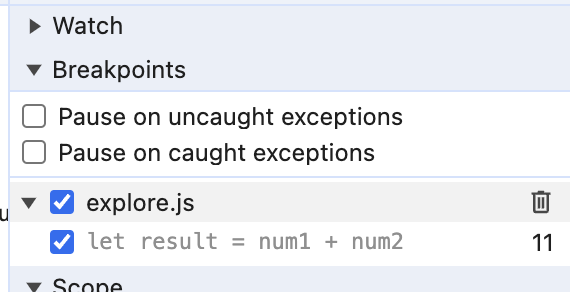 Watch
Breakpoints
Pause on uncaught exceptions
Pause on caught exceptions
explore.js
let result = num1 + num2 11
Scope